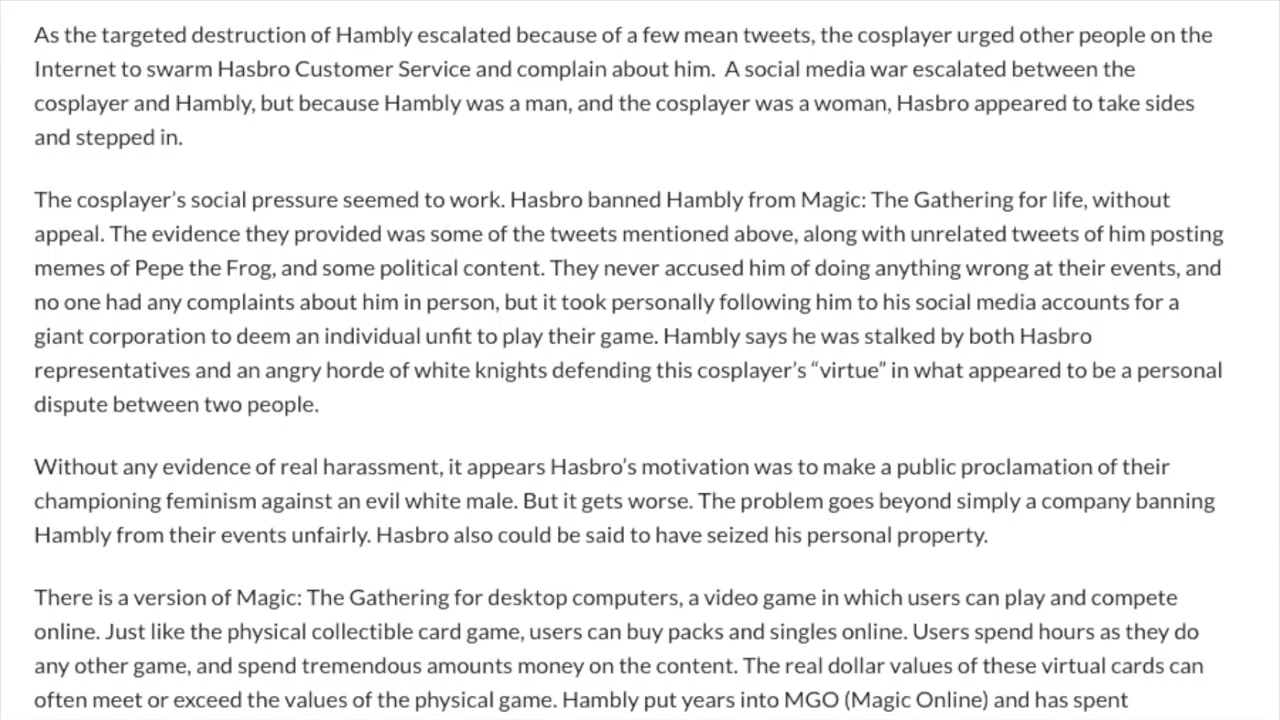 As the targeted destruction of Hambly escalated because of a few mean tweets, the cosplayer urged other people on the
Internet to swarm Hasbro Customer Service and complain about him.  A social media war escalated between the
cosplayer and Hambly, but because Hambly was a man, and the cosplayer was a woman, Hasbro appeared to take sides
and stepped in.
The cosplayer’s social pressure seemed to work. Hasbro banned Hambly from Magic: The Gathering for life, without
appeal. The evidence they provided was some of the tweets mentioned above, along with unrelated tweets of him posting
memes of Pepe the Frog, and some political content. They never accused him of doing anything wrong at their events, and
no one had any complaints about him in person, but it took personally following him to his social media accounts for a
giant corporation to deem an individual unfit to play their game. Hambly says he was stalked by both Hasbro
representatives and an angry horde of white knights defending this cosplayer’s “virtue” in what appeared to be a personal
dispute between two people.
Without any evidence of real harassment, it appears Hasbro’s motivation was to make a public proclamation of their
championing feminism against an evil white male. But it gets worse. The problem goes beyond simply a company banning
Hambly from their events unfairly. Hasbro also could be said to have seized his personal property.
There is a version of Magic: The Gathering for desktop computers, a video game in which users can play and compete
online. Just like the physical collectible card game, users can buy packs and singles online. Users spend hours as they do
any other game, and spend tremendous amounts money on the content. The real dollar values of these virtual cards can
often meet or exceed the values of the physical game. Hambly put years into MGO (Magic Online) and has spent